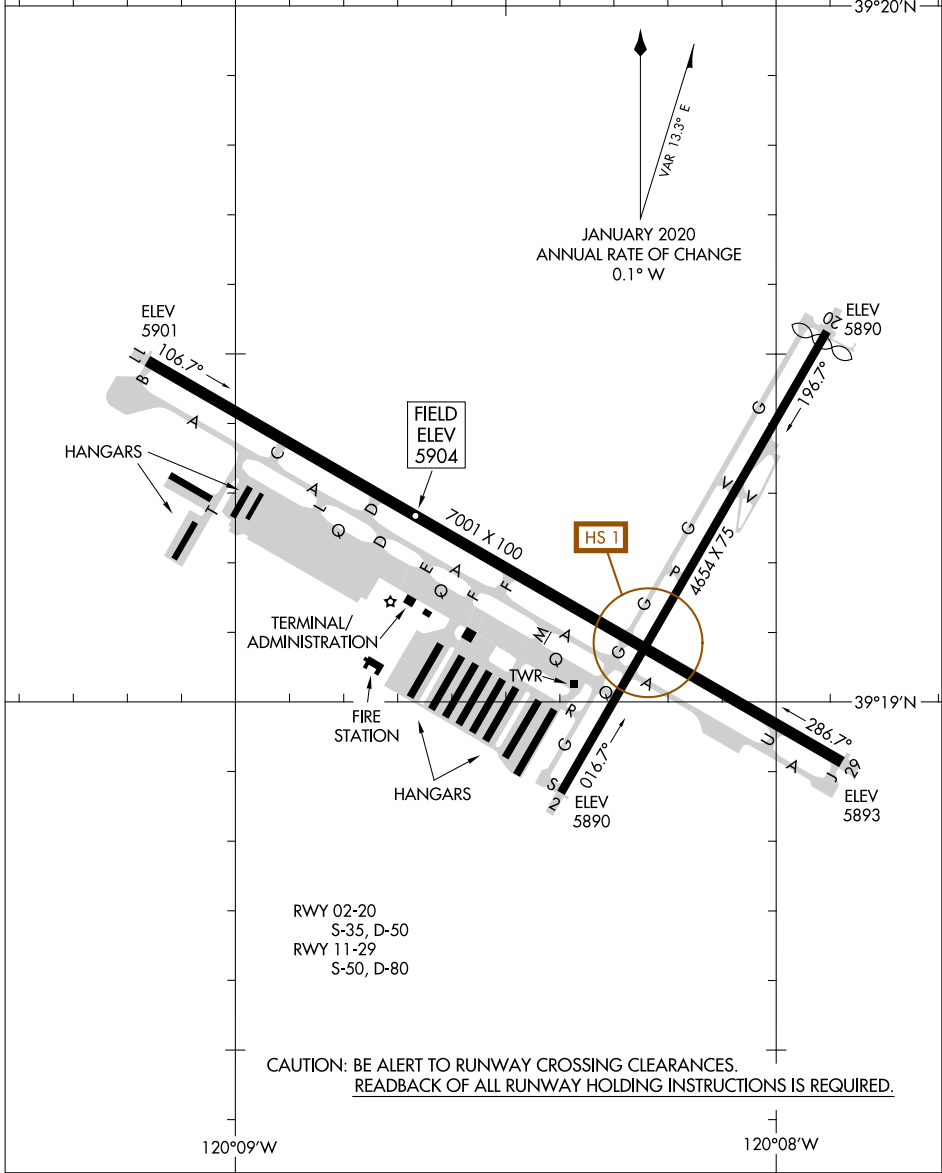 39°20'N
VAR 13.3° E
JANUARY 2020
ANNUAL RATE OF CHANGE
0.1° W
ELEV
5901
11
106.7°
B
A
C
HANGARS
T
A
L
Q
D
D
FIELD
ELEV
5904
7001 X 100
E
Q
A
F
F
20
ELEV
5890
196.7°
G
V
V
G
P
4654 X 75
G
HS 1
G
TERMINAL/
ADMINISTRATION
M
A
Q
TWR
Q
A
R
G
FIRE
STATION
39°19'N
HANGARS
S
2
016.7°
ELEV
5890
U
A
J
286.7°
29
ELEV
5893
RWY 02-20
S-35, D-50
RWY 11-29
S-50, D-80
CAUTION: BE ALERT TO RUNWAY CROSSING CLEARANCES.
READBACK OF ALL RUNWAY HOLDING INSTRUCTIONS IS REQUIRED.
120°09'W
120°08'W